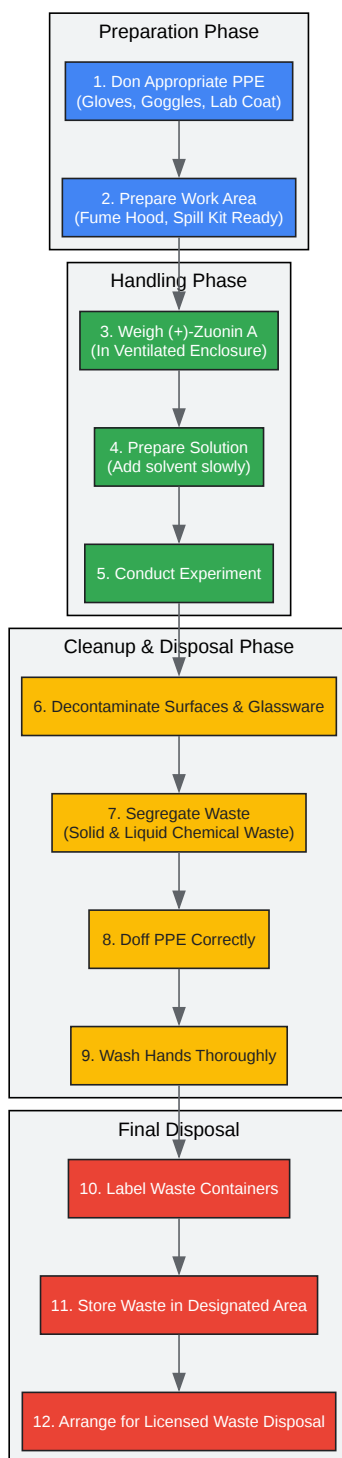 Preparation Phase
1. Don Appropriate PPE
(Gloves, Goggles, Lab Coat)
2. Prepare Work Area
(Fume Hood, Spill Kit Ready)
Handling Phase
3. Weigh (+)-Zuonin A
(In Ventilated Enclosure)
4. Prepare Solution
(Add solvent slowly)
5. Conduct Experiment
Cleanup & Disposal Phase
6. Decontaminate Surfaces & Glassware
7. Segregate Waste
(Solid & Liquid Chemical Waste)
8. Doff PPE Correctly
9. Wash Hands Thoroughly
Final Disposal
10. Label Waste Containers
11. Store Waste in Designated Area
12. Arrange for Licensed Waste Disposal